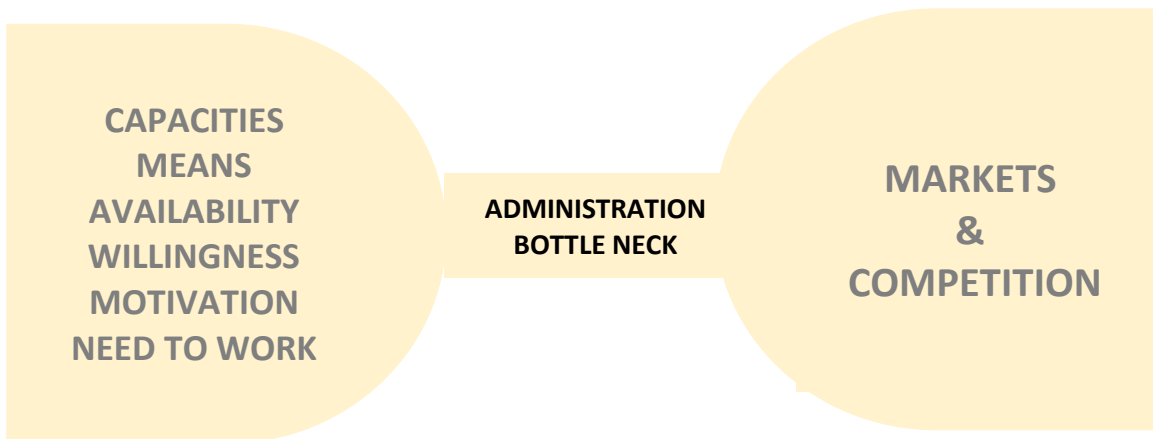 CAPACITIES
MEANS
AVAILABILITY
WILLINGNESS
MOTIVATION
NEED TO WORK
ADMINISTRATION
BOTTLE NECK
MARKETS
&
COMPETITION